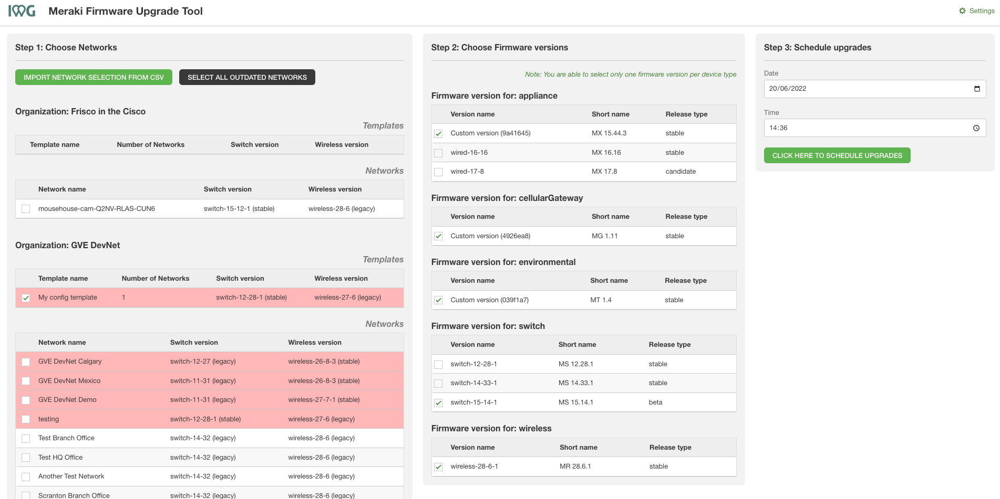 IWG Meraki Firmware Upgrade Tool Settings
Step 1: Choose Networks
IMPORT NETWORK SELECTION FROM CSV SELECT ALL OUTDATED NETWORKS
Organization: Frisco in the Cisco
Templates
Template name Number of Networks Switch version Wireless version
Networks
Network name Switch version Wireless version
mousehouse-cam-Q2NV-RLAS-CUN6 switch-15-12-1 (stable) wireless-28-6 (legacy)
Organization: GVE DevNet
Templates
Template name Number of Networks Switch version Wireless version
My config template 1 switch-12-28-1 (stable) wireless-27-6 (legacy)
Networks
Network name Switch version Wireless version
GVE DevNet Calgary switch-12-27 (legacy) wireless-26-8-3 (stable)
GVE DevNet Mexico switch-11-31 (legacy) wireless-26-8-3 (stable)
GVE DevNet Demo switch-11-31 (legacy) wireless-27-7-1 (stable)
testing switch-12-28-1 (stable) wireless-27-6 (legacy)
Test Branch Office switch-14-32 (legacy) wireless-28-6 (legacy)
Test HQ Office switch-14-32 (legacy) wireless-28-6 (legacy)
Another Test Network switch-14-32 (legacy) wireless-28-6 (legacy)
Scranton Branch Office switch-14-32 (legacy) wireless-28-6 (legacy)
Step 2: Choose Firmware versions
Note: You are able to select only one firmware version per device type
Firmware version for: appliance
Version name Short name Release type
Custom version (9a41645) MX 15.44.3 stable
wired-16-16 MX 16.16 stable
wired-17-8 MX 17.8 candidate
Firmware version for: cellularGateway
Version name Short name Release type
Custom version (4926ea8) MG 1.11 stable
Firmware version for: environmental
Version name Short name Release type
Custom version (039f1a7) MT 1.4 stable
Firmware version for: switch
Version name Short name Release type
switch-12-28-1 MS 12.28.1 stable
switch-14-33-1 MS 14.33.1 stable
switch-15-14-1 MS 15.14.1 beta
Firmware version for: wireless
Version name Short name Release type
wireless-28-6-1 MR 28.6.1 stable
Step 3: Schedule upgrades
Date
20/06/2022
Time
14:36
CLICK HERE TO SCHEDULE UPGRADES